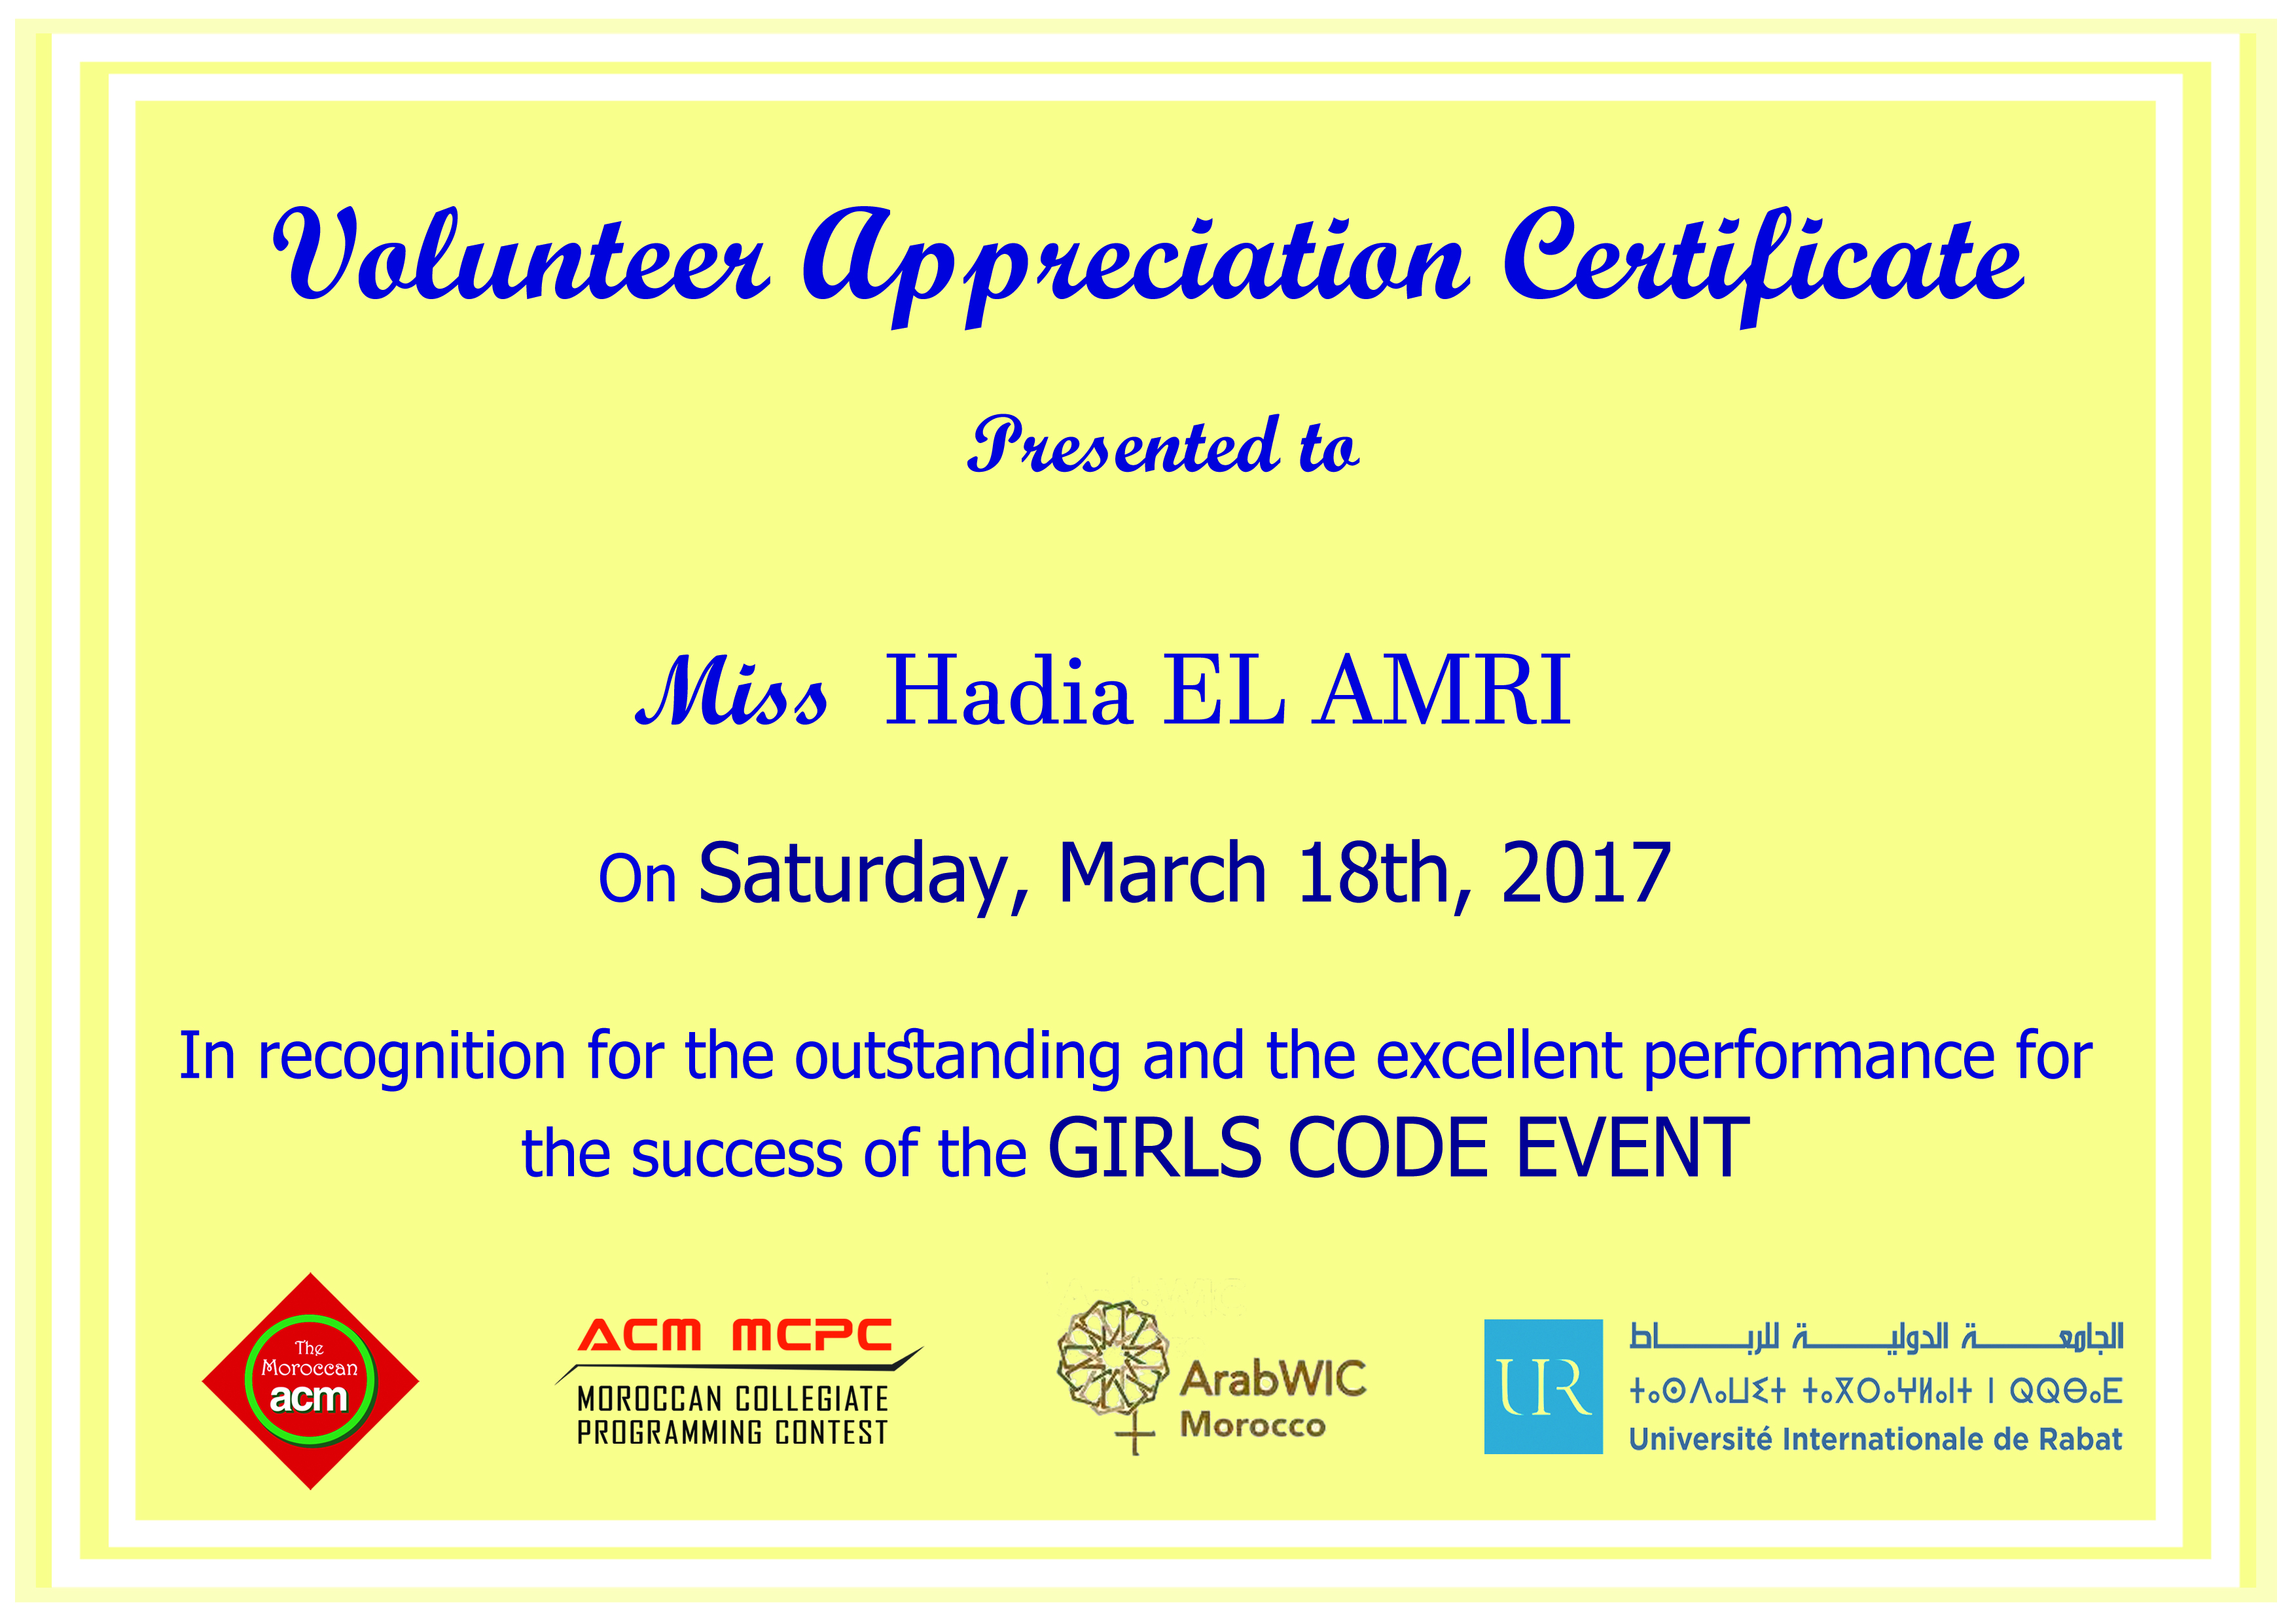 Volunteer Appreciation Certificate
Presented to
Miss Hadia EL AMRI
On Saturday, March 18th, 2017
In recognition for the outstanding and the excellent performance for
the success of the GIRLS CODE EVENT
The
Moroccan
acm
ACM MCPC
MOROCCAN COLLEGIATE
PROGRAMMING CONTEST
ArabWIC
Morocco
UIR
الجامعة الدولية للرباط
ⵜⴰⵙⴷⴰⵡⵉⵜ ⵜⴰⴳⵔⴰⵖⵍⴰⵏⵜ ⵏ ⵕⵕⴱⴰⵟ
Université Internationale de Rabat